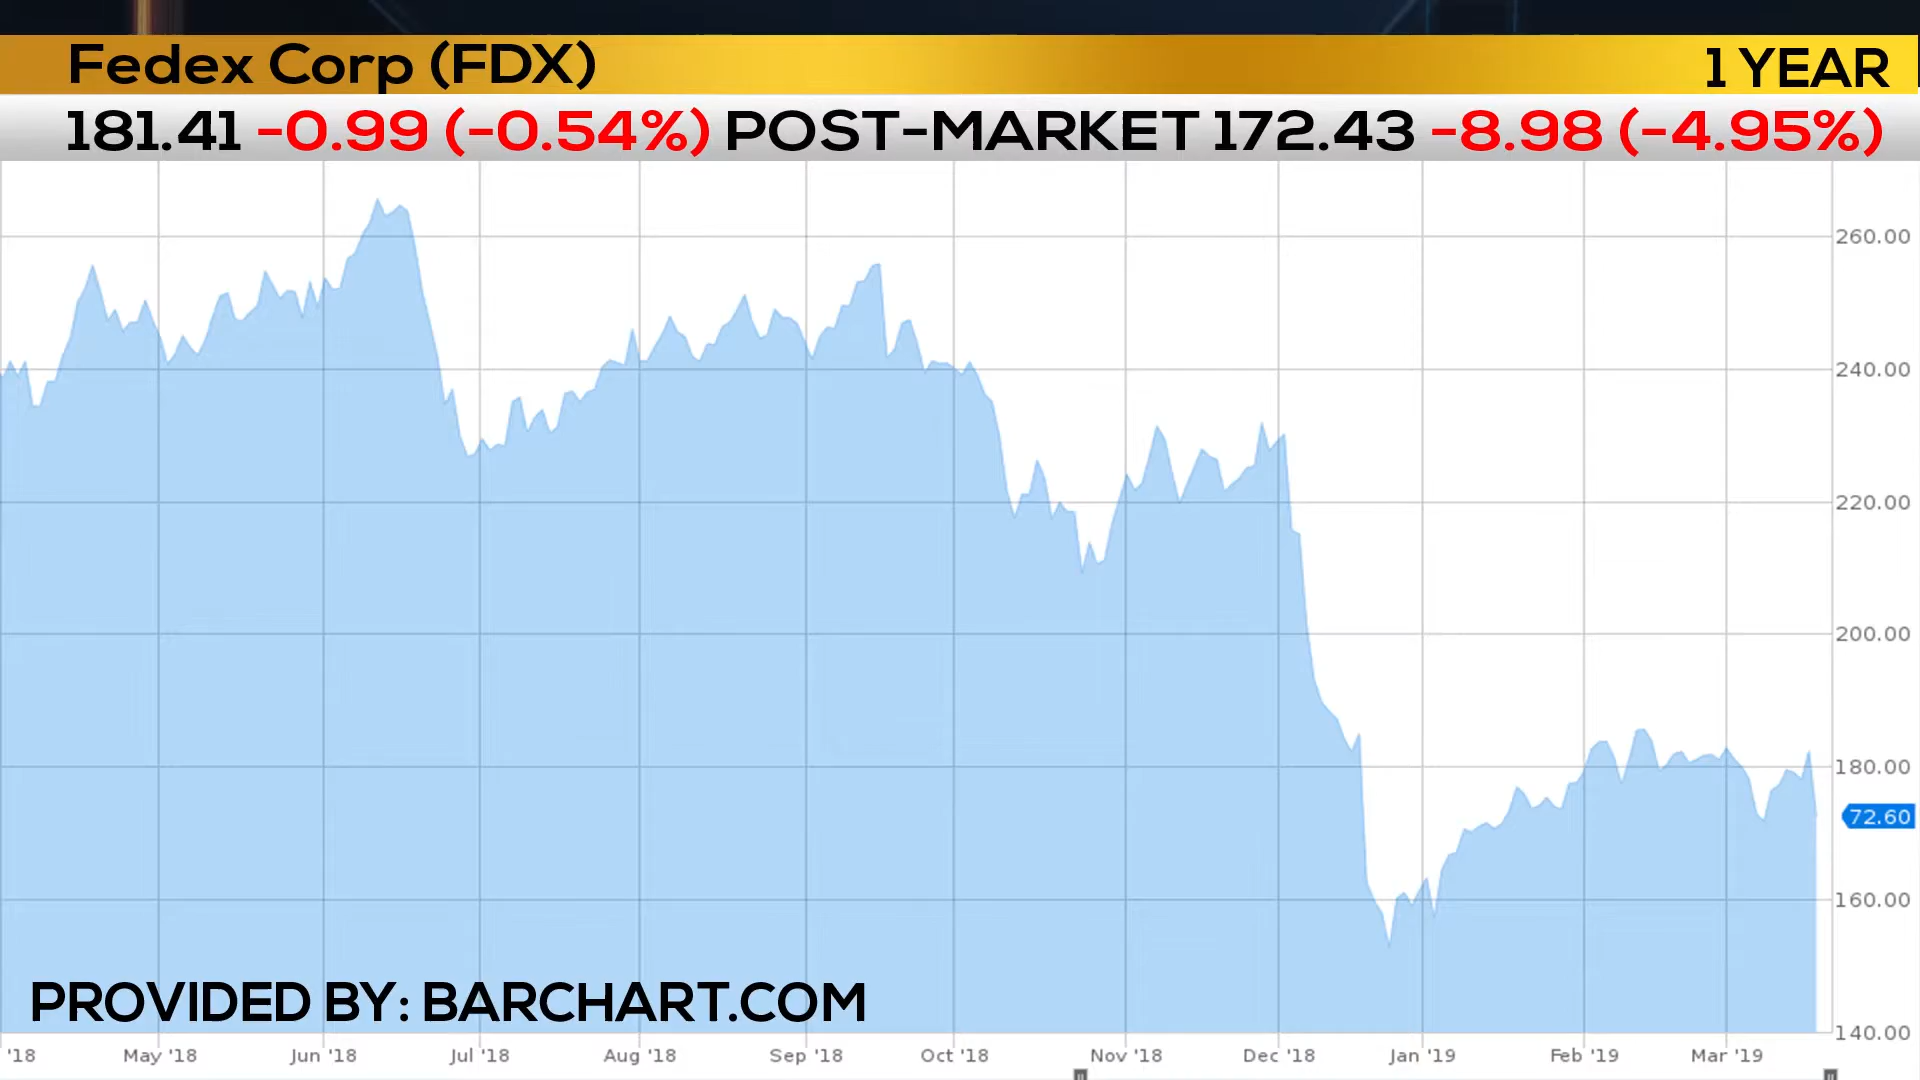 Fedex Corp (FDX) 1 YEAR
181.41 -0.99 (-0.54%) POST-MARKET 172.43 -8.98 (-4.95%)
260.00
240.00
220.00
200.00
180.00
72.60
160.00
PROVIDED BY: BARCHART.COM
140.00
'18 May '18 Jun '18 Jul '18 Aug '18 Sep '18 Oct '18 Nov '18 Dec '18 Jan '19 Feb '19 Mar '19